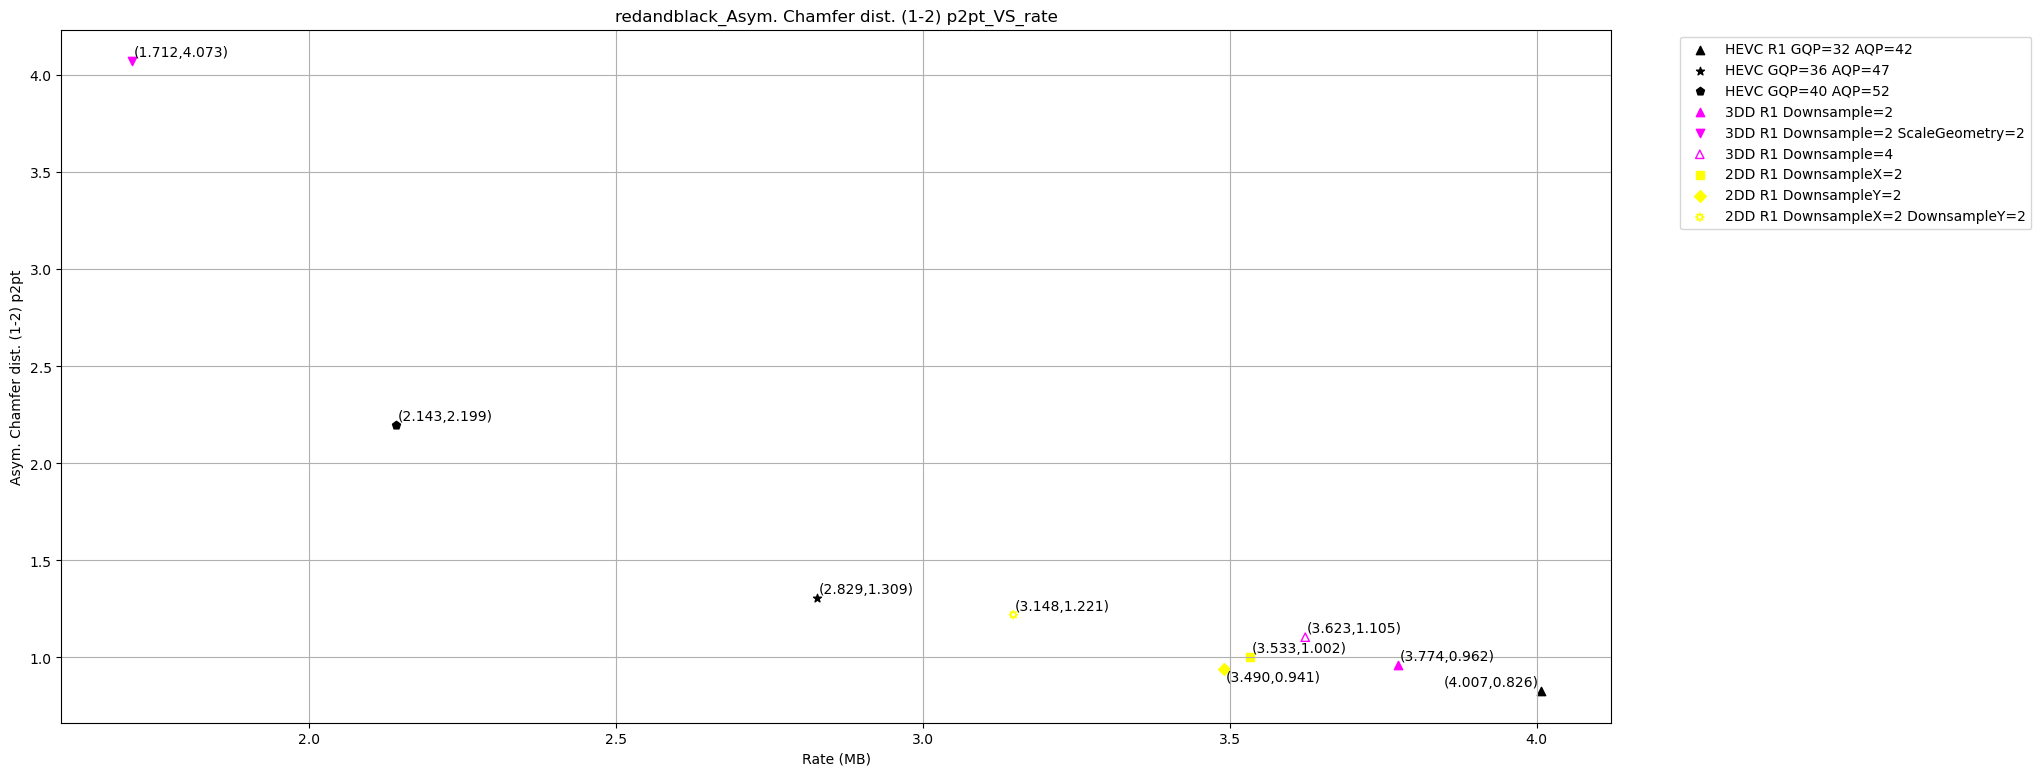 redandblack_Asym. Chamfer dist. (1-2) p2pt_VS_rate
Asym. Chamfer dist. (1-2) p2pt
4.0
3.5
3.0
2.5
2.0
1.5
1.0
(1.712,4.073)
(2.143,2.199)
(2.829,1.309)
(3.148,1.221)
(3.623,1.105)
(3.533,1.002)
(3.774,0.962)
(3.490,0.941)
(4.007,0.826)
2.0
2.5
3.0
3.5
4.0
Rate (MB)
HEVC R1 GQP=32 AQP=42
HEVC GQP=36 AQP=47
HEVC GQP=40 AQP=52
3DD R1 Downsample=2
3DD R1 Downsample=2 ScaleGeometry=2
3DD R1 Downsample=4
2DD R1 DownsampleX=2
2DD R1 DownsampleY=2
2DD R1 DownsampleX=2 DownsampleY=2